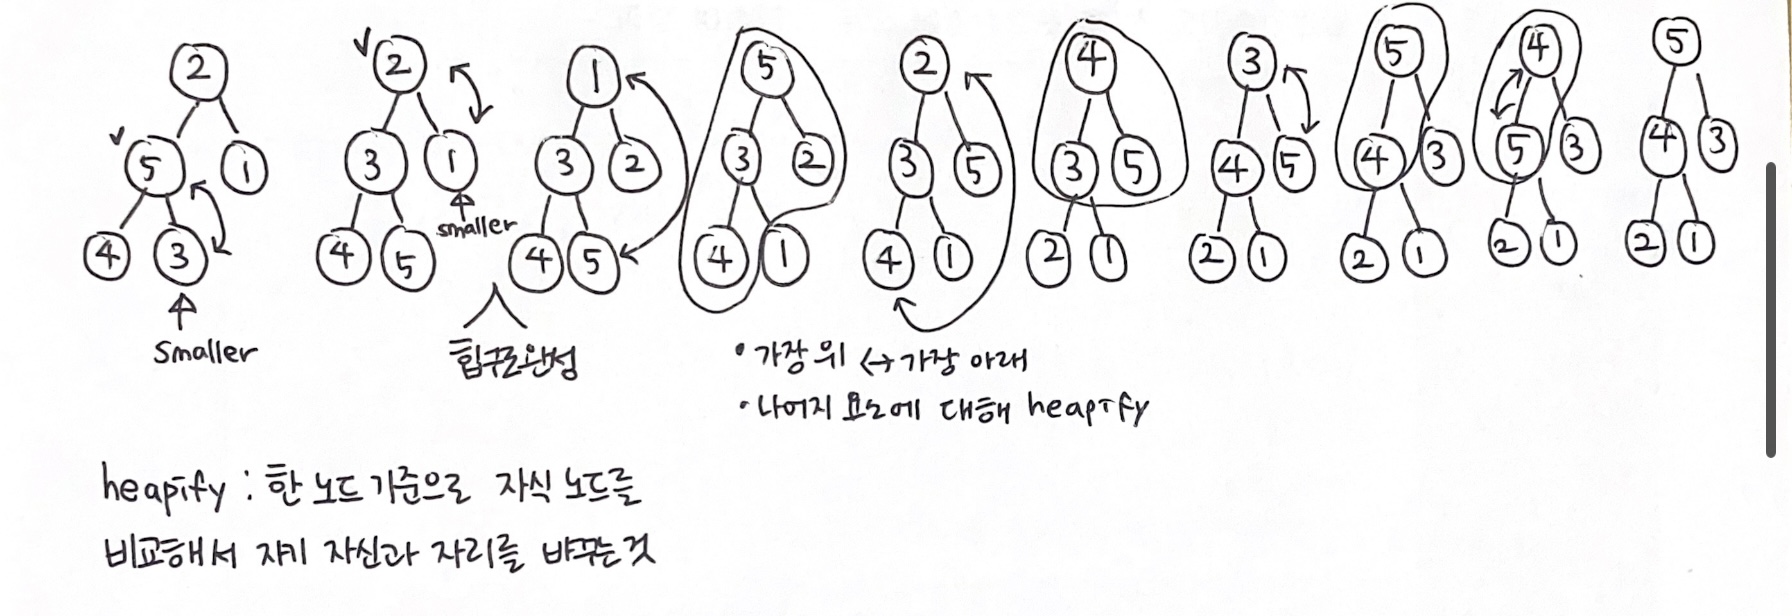 2 2 1 5 2 4 3 5 4 5
5 1 3 1 3 2 3 2 3 5 3 5 4 5 4 3 5 3 4 3
smaller
4 3 4 5 4 5 4 1 4 1 2 1 2 1 2 1 2 1 2 1
smaller
힙구조완성
• 가장 위 ↔ 가장 아래
• 나머지 요소에 대해 heapify
heapify : 한 노드 기준으로 자식 노드를
비교해서 자기 자신과 자리를 바꾸는것